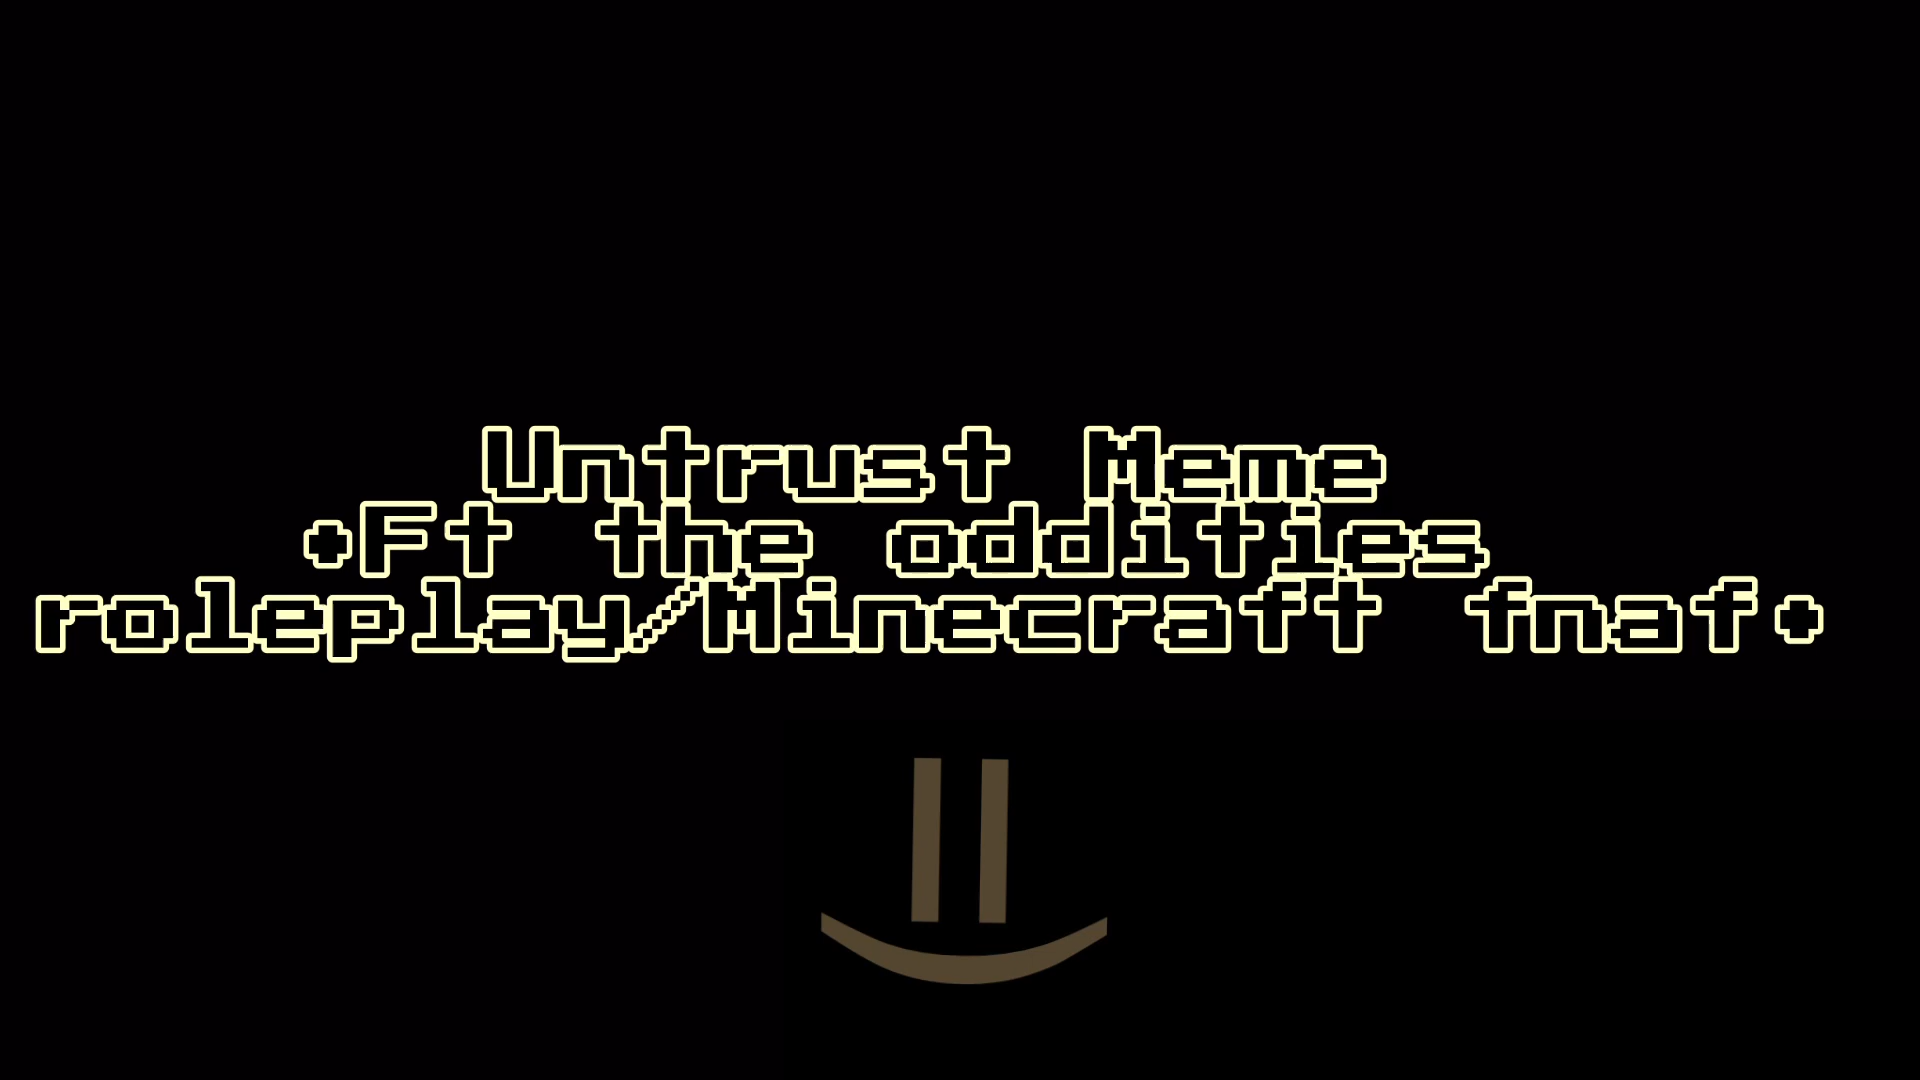 Untrust Meme
•Ft the oddities
roleplay/Minecraft fnaf•